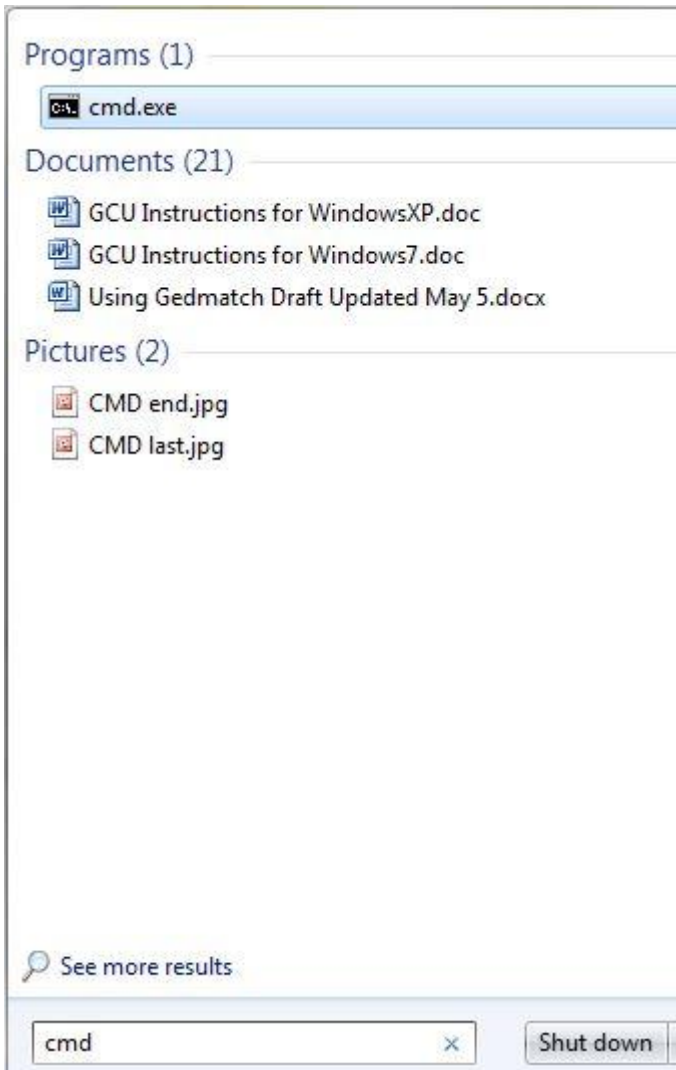 Programs (1)
cmd.exe
Documents (21)
GCU Instructions for WindowsXP.doc
GCU Instructions for Windows7.doc
Using Gedmatch Draft Updated May 5.docx
Pictures (2)
CMD end.jpg
CMD last.jpg
See more results
cmd
Shut down